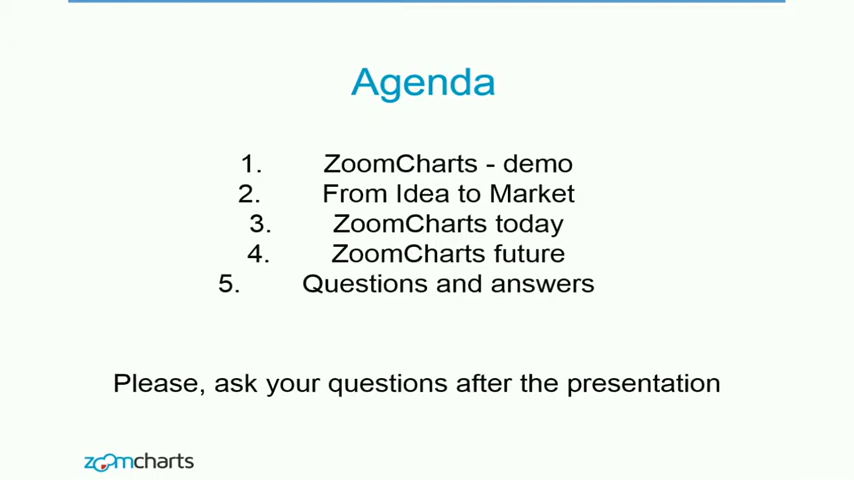 Agenda
1. ZoomCharts - demo
2. From Idea to Market
3. ZoomCharts today
4. ZoomCharts future
5. Questions and answers
Please, ask your questions after the presentation
zoomcharts